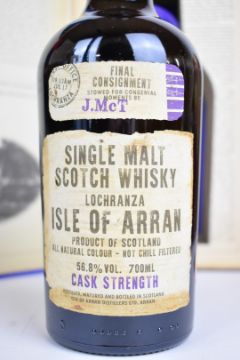 FINAL
CONSIGNMENT
STOWED FOR CONGENIAL
MOMENTS BY
J.McT
SINGLE MALT
SCOTCH WHISKY
LOCHRANZA
ISLE OF ARRAN
PRODUCT OF SCOTLAND
ALL NATURAL COLOUR - NOT CHILL FILTERED
56.8% VOL. 700ML
CASK STRENGTH
DISTILLED, MATURED AND BOTTLED IN SCOTLAND
ISLE OF ARRAN DISTILLERS LTD. ARRAN